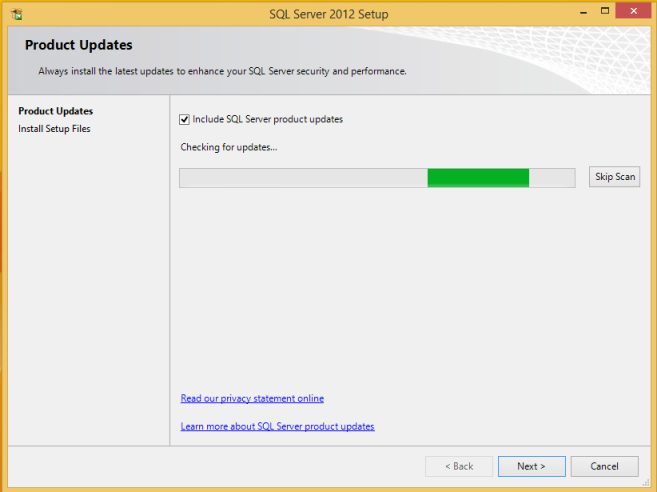 SQL Server 2012 Setup
Product Updates
Always install the latest updates to enhance your SQL Server security and performance.
Product Updates
Install Setup Files
Include SQL Server product updates
Checking for updates...
Skip Scan
Read our privacy statement online
Learn more about SQL Server product updates
< Back
Next >
Cancel